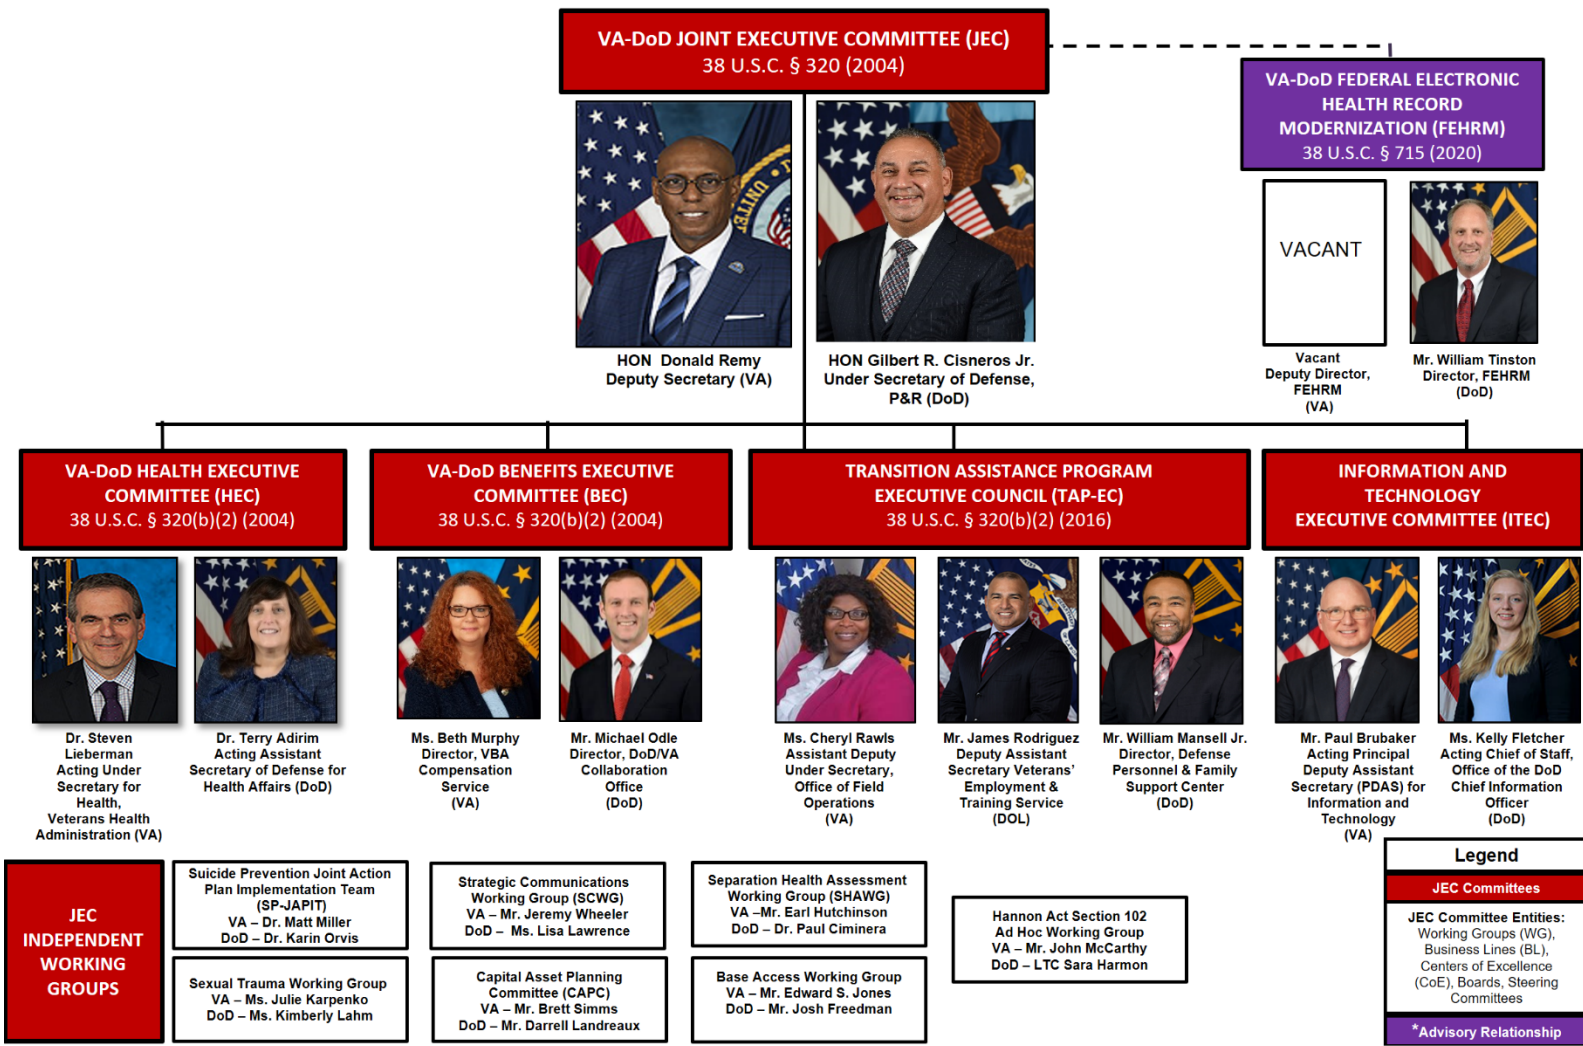 VA-DoD JOINT EXECUTIVE COMMITTEE (JEC)
38 U.S.C. § 320 (2004)
VA-DoD FEDERAL ELECTRONIC
HEALTH RECORD
MODERNIZATION (FEHRM)
38 U.S.C. § 715 (2020)
UNITE
VACANT
HON Donald Remy
Deputy Secretary (VA)
HON Gilbert R. Cisneros Jr.
Under Secretary of Defense,
P&R (DoD)
Vacant
Deputy Director,
FEHRM
(VA)
Mr. William Tinston
Director, FEHRM
(DoD)
VA-DoD HEALTH EXECUTIVE
COMMITTEE (HEC)
38 U.S.C. § 320(b)(2) (2004)
VA-DoD BENEFITS EXECUTIVE
COMMITTEE (BEC)
38 U.S.C. § 320(b)(2) (2004)
TRANSITION ASSISTANCE PROGRAM
EXECUTIVE COUNCIL (TAP-EC)
38 U.S.C. § 320(b)(2) (2016)
INFORMATION AND
TECHNOLOGY
EXECUTIVE COMMITTEE (ITEC)
Dr. Steven
Lieberman
Acting Under
Secretary for
Health,
Veterans Health
Administration (VA)
Dr. Terry Adirim
Acting Assistant
Secretary of Defense for
Health Affairs (DoD)
Ms. Beth Murphy
Director, VBA
Compensation
Service
(VA)
Mr. Michael Odle
Director, DoD/VA
Collaboration
Office
(DoD)
Ms. Cheryl Rawls
Assistant Deputy
Under Secretary,
Office of Field
Operations
(VA)
Mr. James Rodriguez
Deputy Assistant
Secretary Veterans'
Employment &
Training Service
(DOL)
Mr. William Mansell Jr.
Director, Defense
Personnel & Family
Support Center
(DoD)
Mr. Paul Brubaker
Acting Principal
Deputy Assistant
Secretary (PDAS) for
Information and
Technology
(VA)
Ms. Kelly Fletcher
Acting Chief of Staff,
Office of the DoD
Chief Information
Officer
(DoD)
JEC
INDEPENDENT
WORKING
GROUPS
Suicide Prevention Joint Action
Plan Implementation Team
(SP-JAPIT)
VA – Dr. Matt Miller
DoD – Dr. Karin Orvis
Strategic Communications
Working Group (SCWG)
VA – Mr. Jeremy Wheeler
DoD – Ms. Lisa Lawrence
Separation Health Assessment
Working Group (SHAWG)
VA –Mr. Earl Hutchinson
DoD – Dr. Paul Ciminera
Hannon Act Section 102
Ad Hoc Working Group
VA – Mr. John McCarthy
DoD – LTC Sara Harmon
Sexual Trauma Working Group
VA – Ms. Julie Karpenko
DoD – Ms. Kimberly Lahm
Capital Asset Planning
Committee (CAPC)
VA – Mr. Brett Simms
DoD – Mr. Darrell Landreaux
Base Access Working Group
VA – Mr. Edward S. Jones
DoD – Mr. Josh Freedman
Legend
JEC Committees
JEC Committee Entities:
Working Groups (WG),
Business Lines (BL),
Centers of Excellence
(CoE), Boards, Steering
Committees
*Advisory Relationship